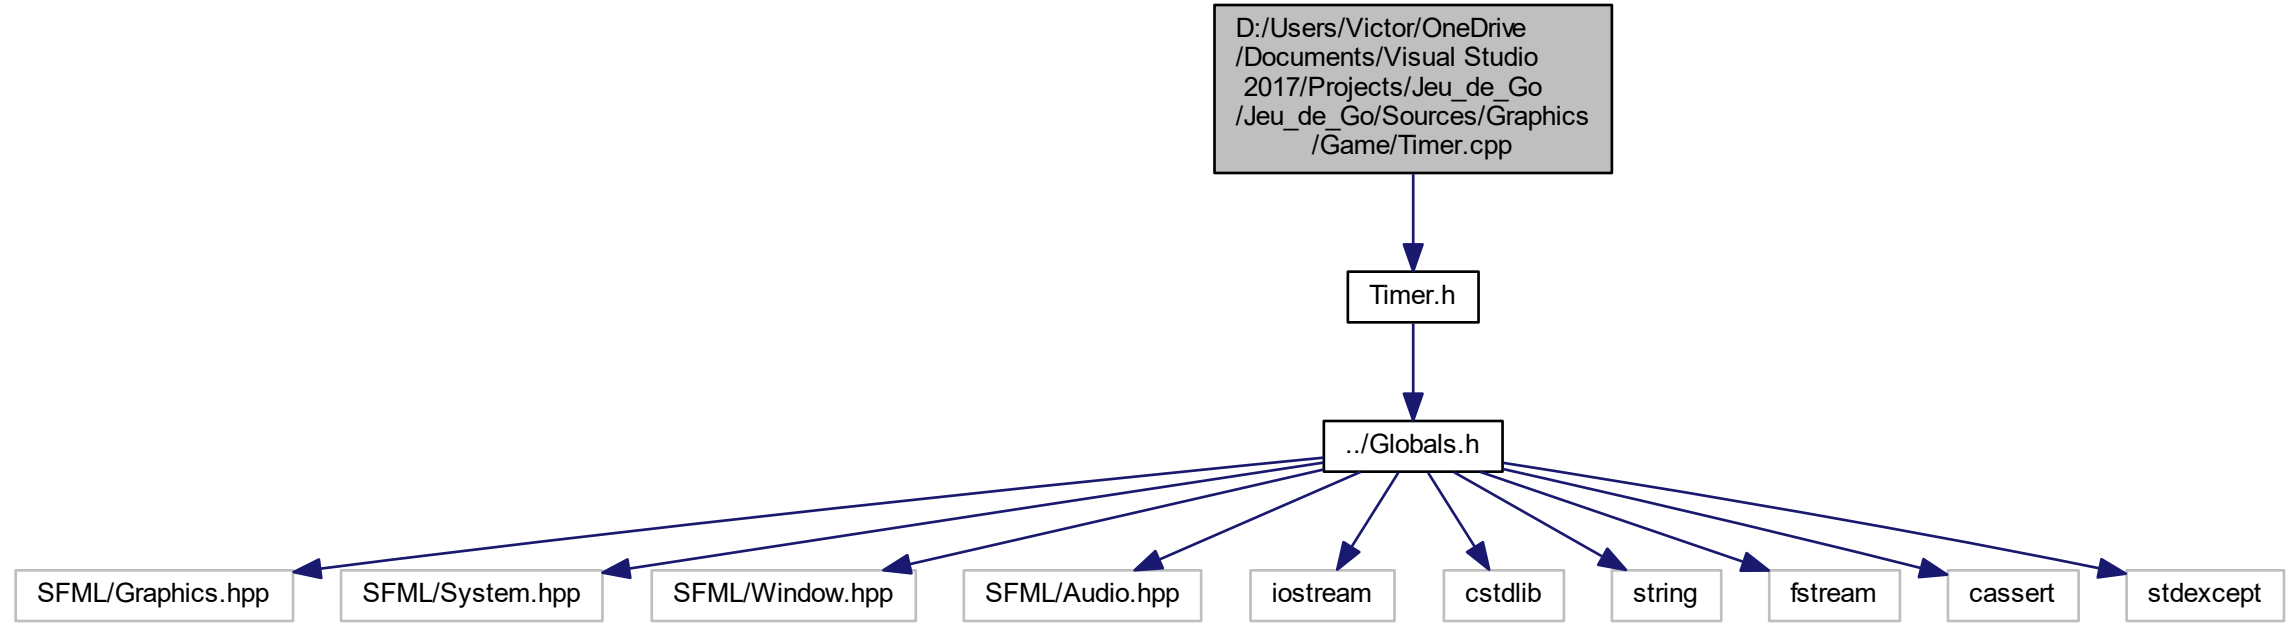 D:/Users/Victor/OneDrive
/Documents/Visual Studio
2017/Projects/Jeu_de_Go
/Jeu_de_Go/Sources/Graphics
/Game/Timer.cpp
Timer.h
../Globals.h
SFML/Graphics.hpp
SFML/System.hpp
SFML/Window.hpp
SFML/Audio.hpp
iostream
cstdlib
string
fstream
cassert
stdexcept